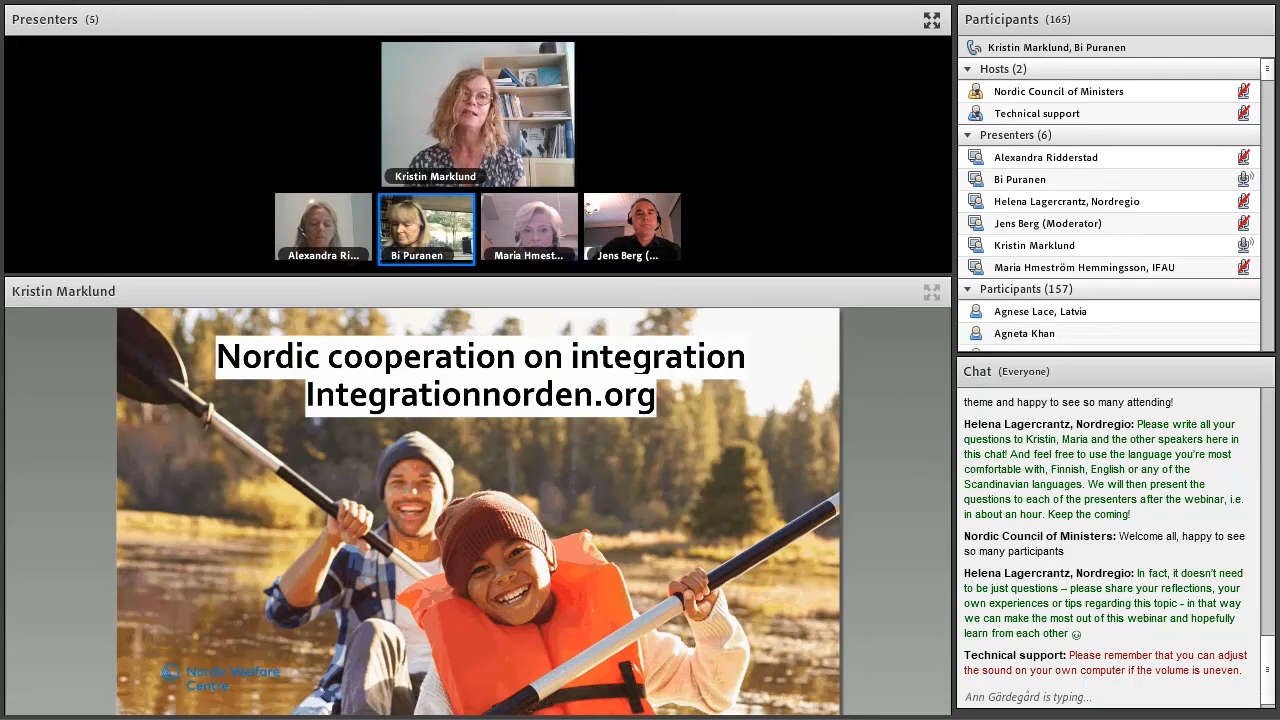 Presenters (5)
Kristin Marklund
Alexandra Ri...
Bi Puranen
Maria Hmest...
Jens Berg (...
Kristin Marklund
Nordic cooperation on integration
Integrationnorden.org
Nordic Welfare
Centre
Participants (165)
Kristin Marklund, Bi Puranen
Hosts (2)
Nordic Council of Ministers
Technical support
Presenters (6)
Alexandra Ridderstad
Bi Puranen
Helena Lagercrantz, Nordregio
Jens Berg (Moderator)
Kristin Marklund
Maria Hmeström Hemmingsson, IFAU
Participants (157)
Agnese Lace, Latvia
Agneta Khan
Chat (Everyone)
theme and happy to see so many attending!
Helena Lagercrantz, Nordregio: Please write all your
questions to Kristin, Maria and the other speakers here in
this chat! And feel free to use the language you're most
comfortable with, Finnish, English or any of the
Scandinavian languages. We will then present the
questions to each of the presenters after the webinar, i.e.
in about an hour. Keep the coming!
Nordic Council of Ministers: Welcome all, happy to see
so many participants
Helena Lagercrantz, Nordregio: In fact, it doesn't need
to be just questions – please share your reflections, your
own experiences or tips regarding this topic - in that way
we can make the most out of this webinar and hopefully
learn from each other ☺
Technical support: Please remember that you can adjust
the sound on your own computer if the volume is uneven.
Ann Gärdegård is typing...